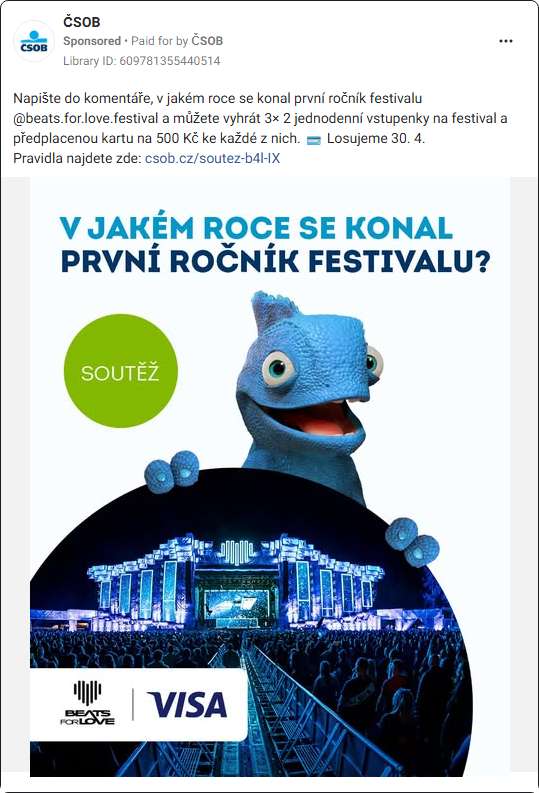 ČSOB
Sponsored • Paid for by ČSOB
Library ID: 609781355440514
ČSOB
Napište do komentáře, v jakém roce se konal první ročník festivalu
@beats.for.love.festival a můžete vyhrát 3× 2 jednodenní vstupenky na festival a
předplacenou kartu na 500 Kč ke každé z nich. Losujeme 30. 4.
Pravidla najdete zde: csob.cz/soutez-b4l-IX
V JAKÉM ROCE SE KONAL
PRVNÍ ROČNÍK FESTIVALU?
SOUTĚŽ
BEATS
FOR LOVE
VISA